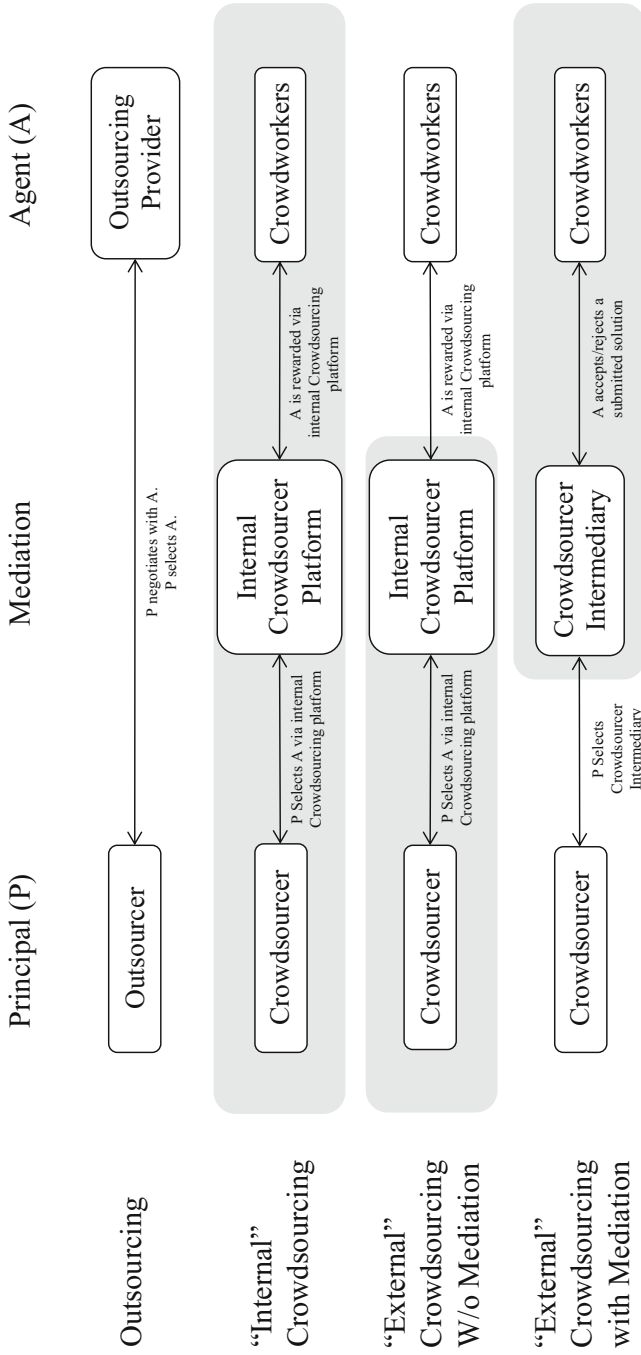 Principal (P)
Mediation
Agent (A)
Outsourcing
Outsourcer
P negotiates with A.
P selects A.
Outsourcing
Provider
“Internal”
Crowdsourcing
Crowdsourcer
P Selects A via internal
Crowdsourcing platform
Internal
Crowdsourcer
Platform
A is rewarded via
internal Crowdsourcing
platform
Crowdworkers
“External”
Crowdsourcing
W/o Mediation
Crowdsourcer
P Selects A via internal
Crowdsourcing platform
Internal
Crowdsourcer
Platform
A is rewarded via
internal Crowdsourcing
platform
Crowdworkers
“External”
Crowdsourcing
with Mediation
Crowdsourcer
P Selects
Crowdsourcer
Intermediary
Crowdsourcer
Intermediary
A accepts/rejects a
submitted solution
Crowdworkers